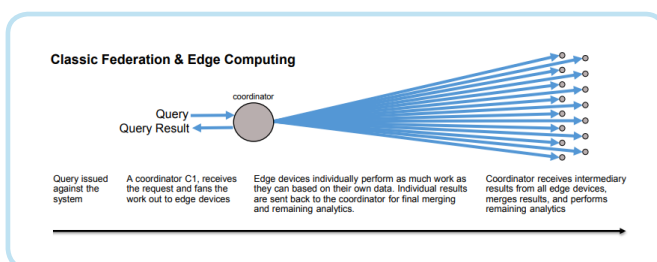 Classic Federation & Edge Computing
coordinator
Query
Query Result
Query issued
against the
system
A coordinator C1, receives
the request and fans the
work out to edge devices
Edge devices individually perform as much work as
they can based on their own data. Individual results
are sent back to the coordinator for final merging
and remaining analytics.
Coordinator receives intermediary
results from all edge devices,
merges results, and performs
remaining analytics